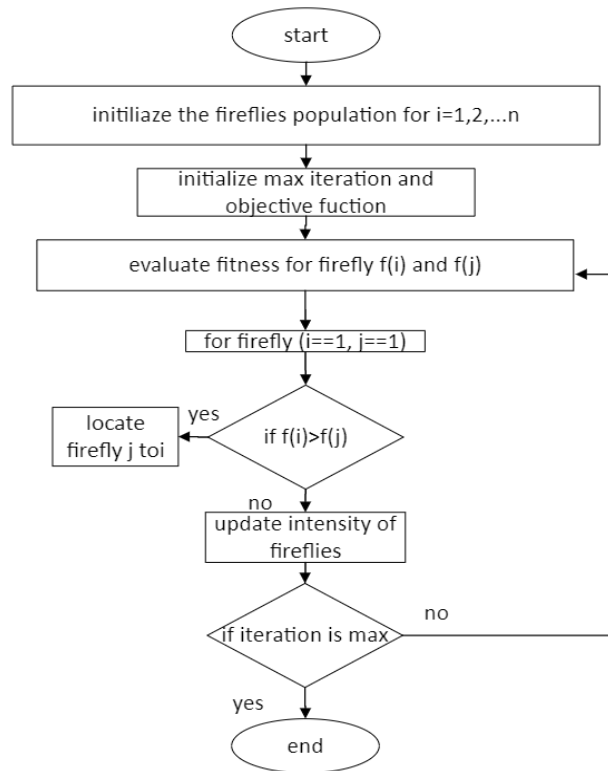 start
initiliaze the fireflies population for i=1,2,...n
initialize max iteration and
objective fuction
evaluate fitness for firefly f(i) and f(j)
for firefly (i==1, j==1)
if f(i)>f(j)
yes
locate
firefly j toi
no
update intensity of
fireflies
if iteration is max
no
yes
end